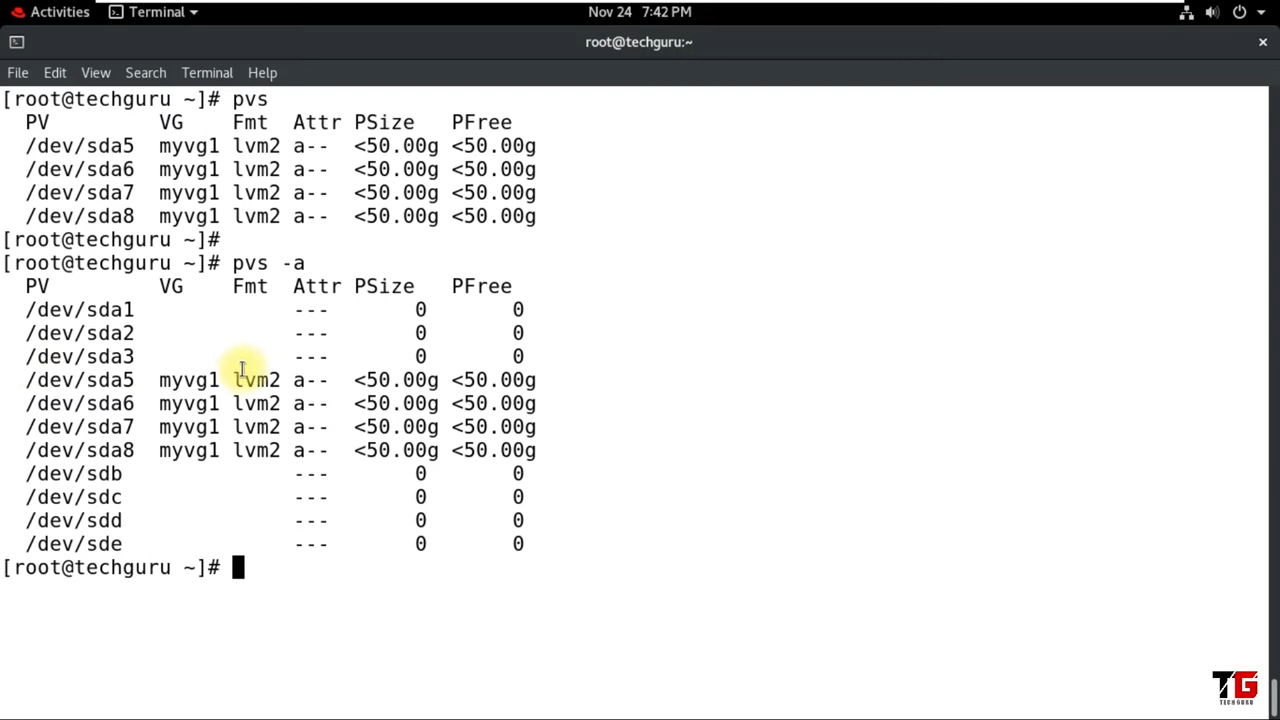 Activities Terminal Nov 24 7:42 PM
root@techguru:~
File Edit View Search Terminal Help
[root@techguru ~]# pvs
  PV         VG    Fmt  Attr PSize   PFree
  /dev/sda5  myvg1 lvm2 a--  <50.00g <50.00g
  /dev/sda6  myvg1 lvm2 a--  <50.00g <50.00g
  /dev/sda7  myvg1 lvm2 a--  <50.00g <50.00g
  /dev/sda8  myvg1 lvm2 a--  <50.00g <50.00g
[root@techguru ~]#
[root@techguru ~]# pvs -a
  PV         VG    Fmt  Attr PSize   PFree
  /dev/sda1             ---       0       0
  /dev/sda2             ---       0       0
  /dev/sda3             ---       0       0
  /dev/sda5  myvg1 lvm2 a--  <50.00g <50.00g
  /dev/sda6  myvg1 lvm2 a--  <50.00g <50.00g
  /dev/sda7  myvg1 lvm2 a--  <50.00g <50.00g
  /dev/sda8  myvg1 lvm2 a--  <50.00g <50.00g
  /dev/sdb              ---       0       0
  /dev/sdc              ---       0       0
  /dev/sdd              ---       0       0
  /dev/sde              ---       0       0
[root@techguru ~]#
TG
TECH GURU